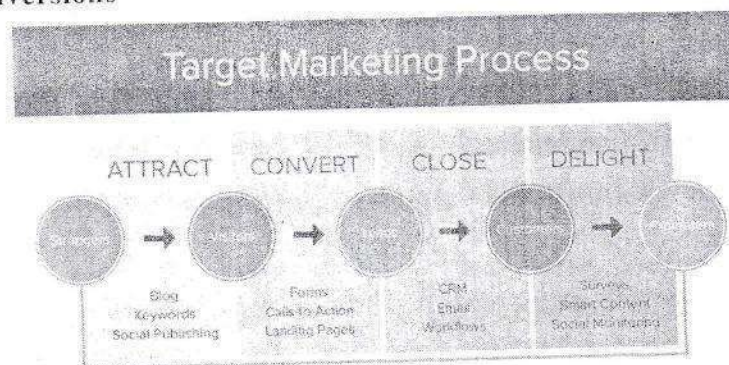 Target Marketing Process
ATTRACT CONVERT CLOSE DELIGHT
Strangers Visitors Customers Promoters
Blog
Keywords
Social Publishing
Forms
Calls to Action
Landing Pages
CRM
Email
Workflows
Surveys
Smart Content
Social Monitoring